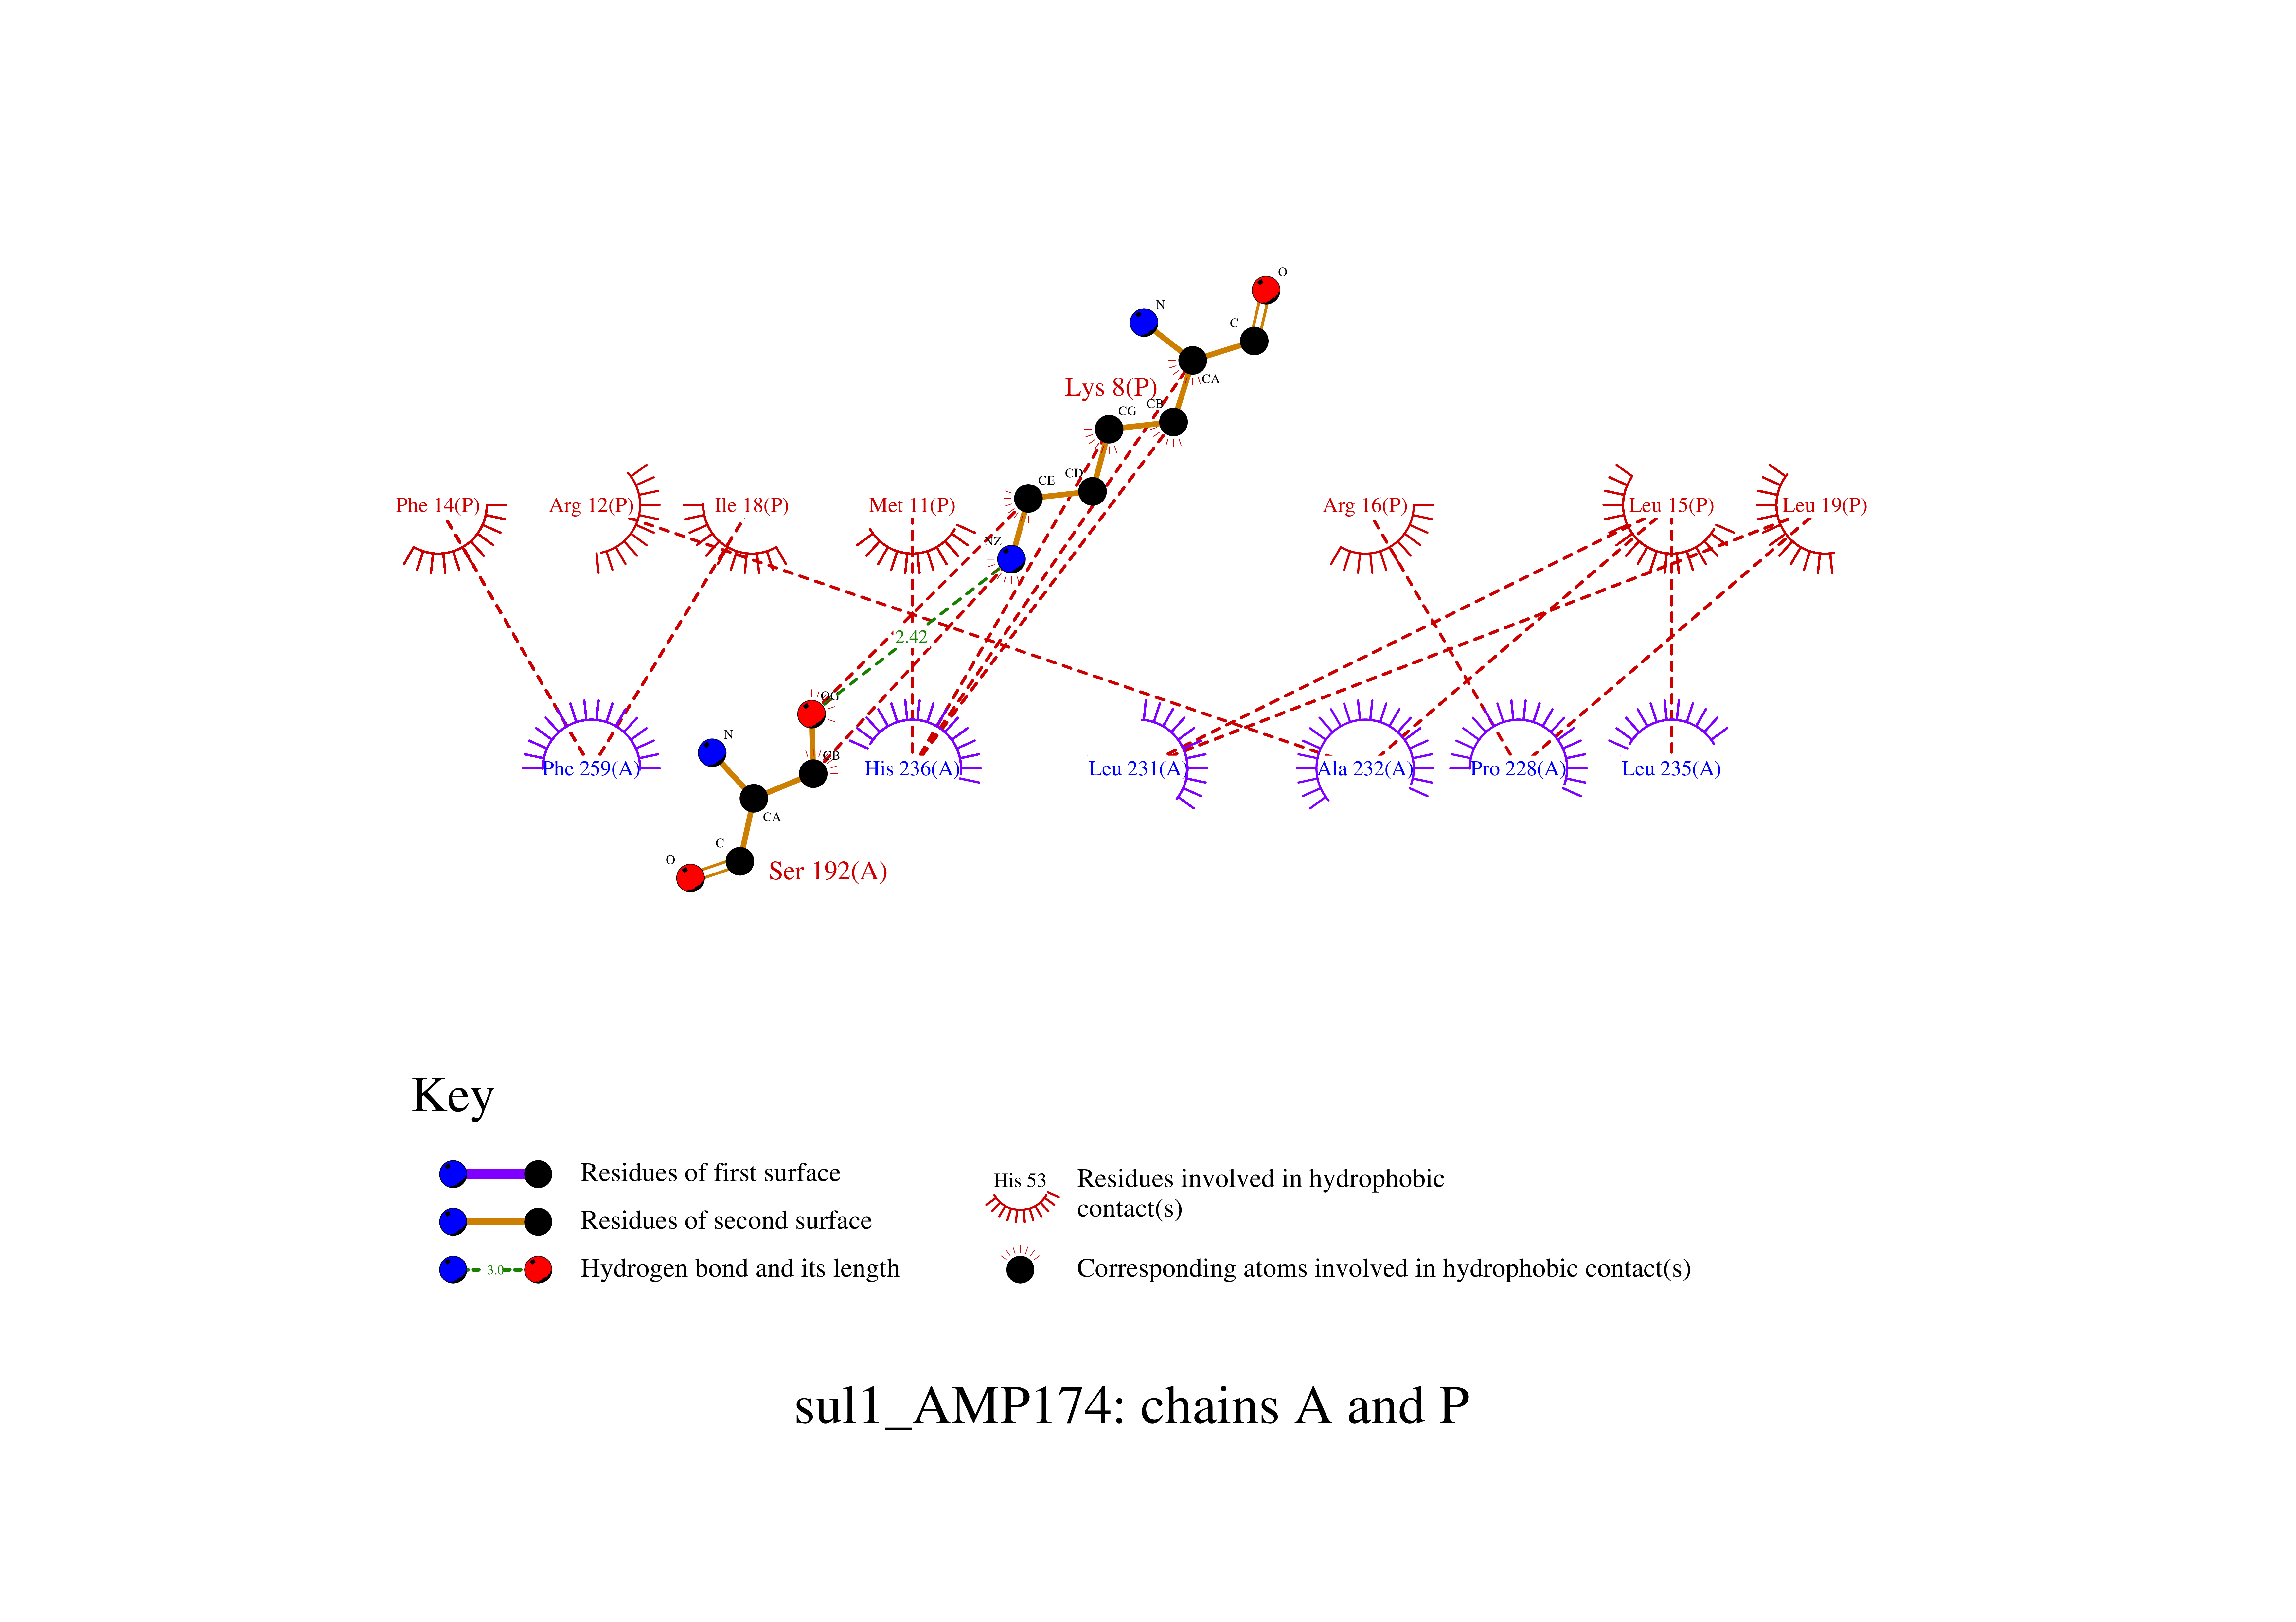 O
N
C
CA
Lys 8(P)
CB
CG
CD
CE
NZ
Phe 14(P)
Arg 12(P)
Ile 18(P)
Met 11(P)
Arg 16(P)
Leu 15(P)
Leu 19(P)
2.42
OG
N
CB
Phe 259(A)
His 236(A)
Leu 231(A)
Ala 232(A)
Pro 228(A)
Leu 235(A)
CA
C
O
Ser 192(A)
Key
Residues of first surface
Residues of second surface
3.0
Hydrogen bond and its length
His 53
Residues involved in hydrophobic
contact(s)
Corresponding atoms involved in hydrophobic contact(s)
sul1_AMP174: chains A and P